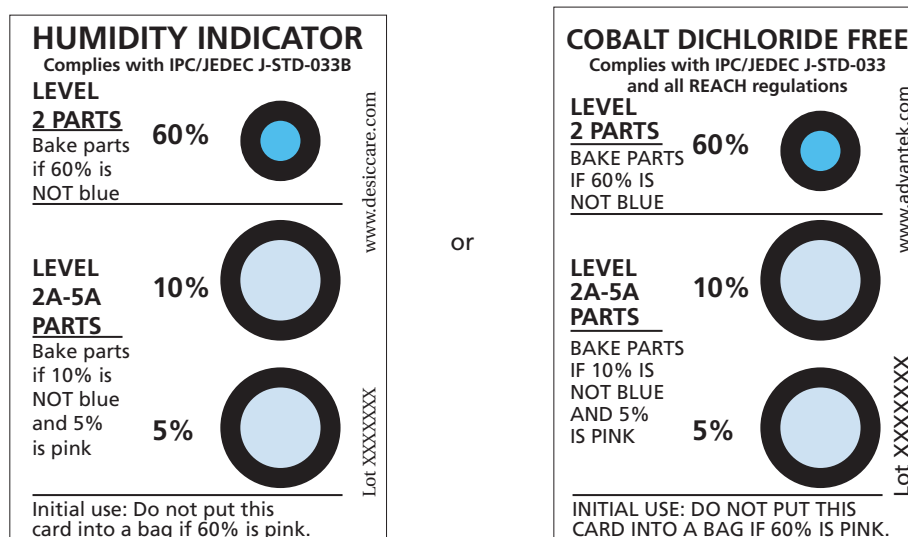 HUMIDITY INDICATOR
Complies with IPC/JEDEC J-STD-033B
LEVEL
2 PARTS
Bake parts
if 60% is
NOT blue
60%
www.desiccare.com
LEVEL
2A-5A
PARTS
Bake parts
if 10% is
NOT blue
and 5%
is pink
10%
5%
Lot XXXXXXX
Initial use: Do not put this
card into a bag if 60% is pink.
or
COBALT DICHLORIDE FREE
Complies with IPC/JEDEC J-STD-033
and all REACH regulations
LEVEL
2 PARTS
BAKE PARTS
IF 60% IS
NOT BLUE
60%
www.advantek.com
LEVEL
2A-5A
PARTS
BAKE PARTS
IF 10% IS
NOT BLUE
AND 5%
IS PINK
10%
5%
Lot XXXXXXX
INITIAL USE: DO NOT PUT THIS
CARD INTO A BAG IF 60% IS PINK.